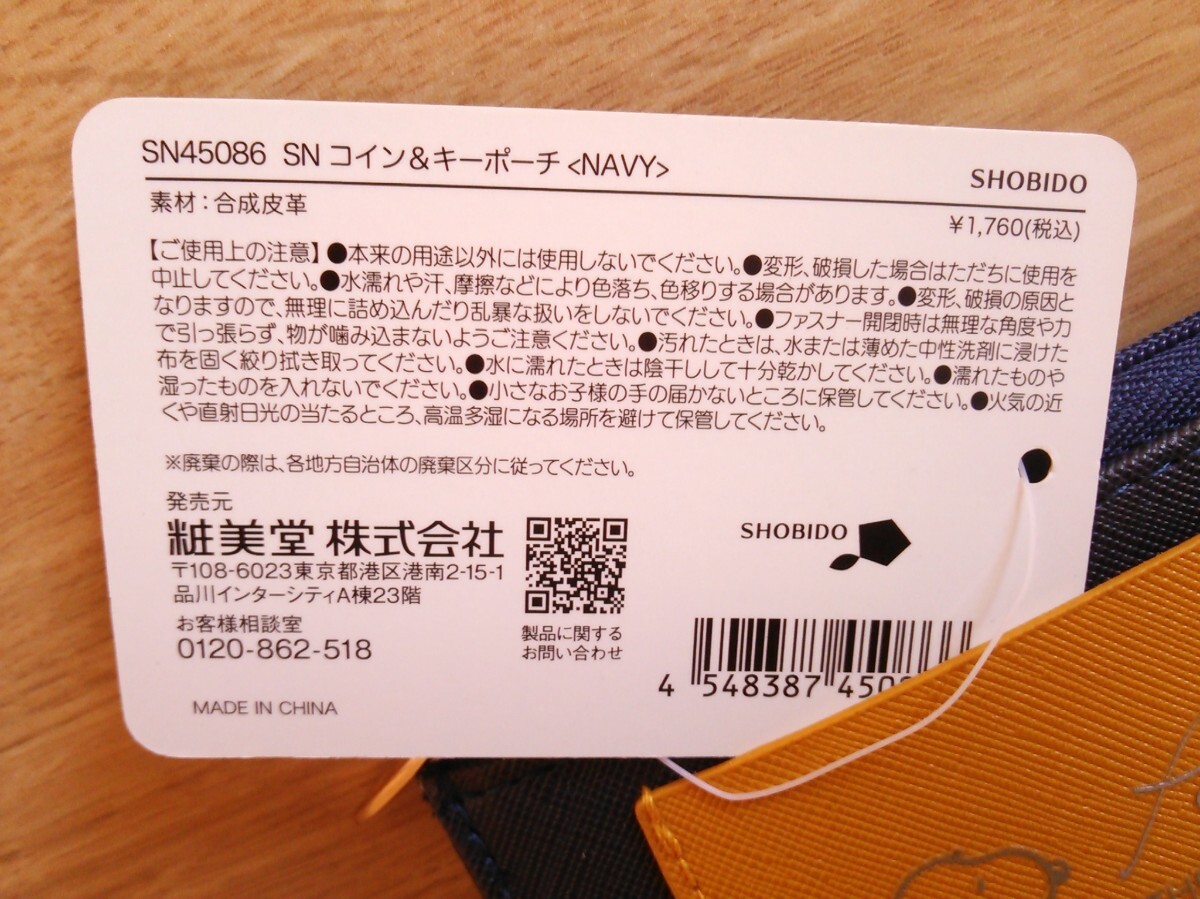 SN45086 SN コイン&キーポーチ<NAVY>
SHOBIDO
素材:合成皮革
¥1,760(税込)
【ご使用上の注意】●本来の用途以外には使用しないでください。●変形、破損した場合はただちに使用を
中止してください。●水濡れや汗、摩擦などにより色落ち、色移りする場合があります。●変形、破損の原因と
なりますので、無理に詰め込んだり乱暴な扱いをしないでください。●ファスナー開閉時は無理な角度や力
で引っ張らず、物が噛み込まないようご注意ください。●汚れたときは、水または薄めた中性洗剤に浸けた
布を固く絞り拭き取ってください。●水に濡れたときは陰干しして十分乾かしてください。●濡れたものや
湿ったものを入れないでください。●小さなお子様の手の届かないところに保管してください。●火気の近
くや直射日光の当たるところ、高温多湿になる場所を避けて保管してください。
※廃棄の際は、各地方自治体の廃棄区分に従ってください。
発売元
粧美堂 株式会社
〒108-6023東京都港区港南2-15-1
品川インターシティA棟23階
お客様相談室
0120-862-518
製品に関する
お問い合わせ
SHOBIDO
4 548387 450
MADE IN CHINA